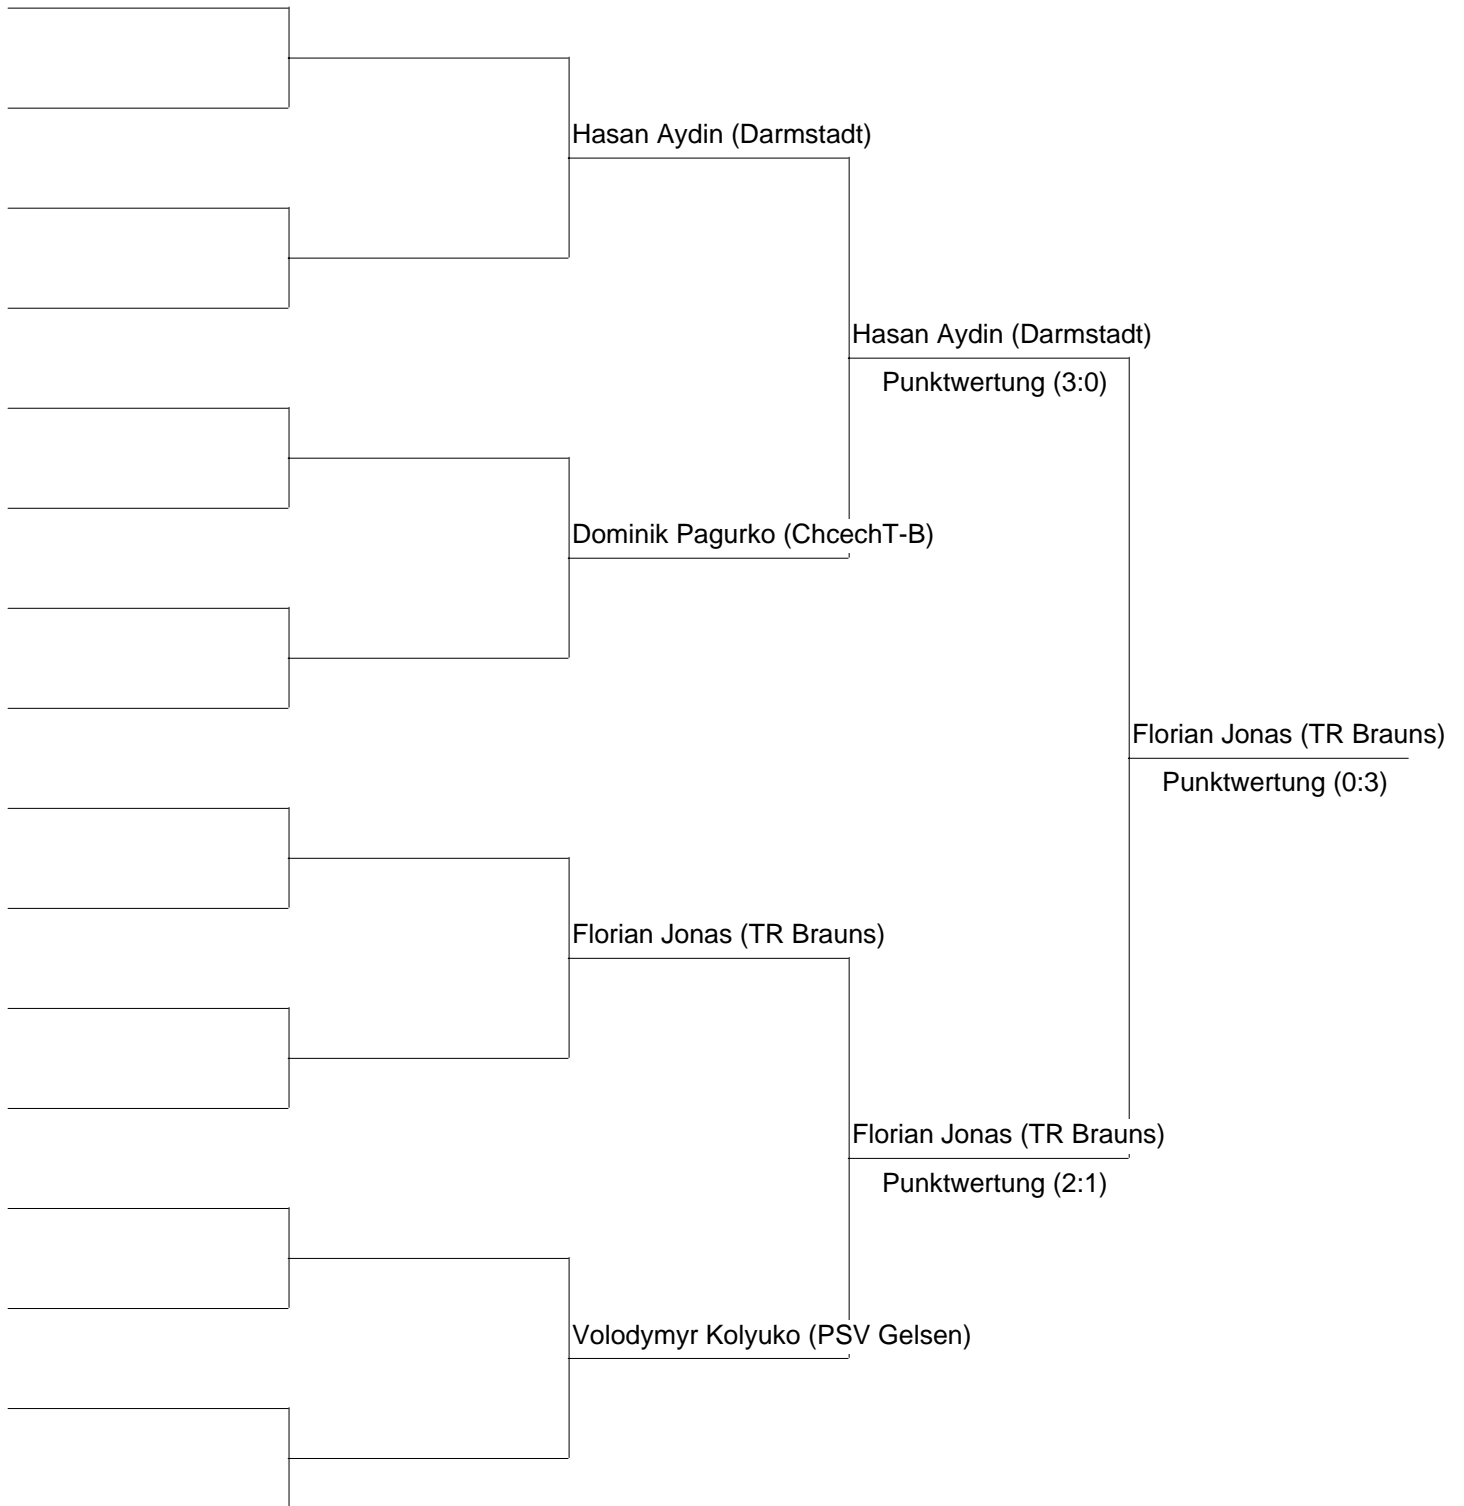 Hasan Aydin (Darmstadt)
Hasan Aydin (Darmstadt)
Punktwertung (3:0)
Dominik Pagurko (ChcechT-B)
Florian Jonas (TR Brauns)
Punktwertung (0:3)
Florian Jonas (TR Brauns)
Florian Jonas (TR Brauns)
Punktwertung (2:1)
Volodymyr Kolyuko (PSV Gelsen)